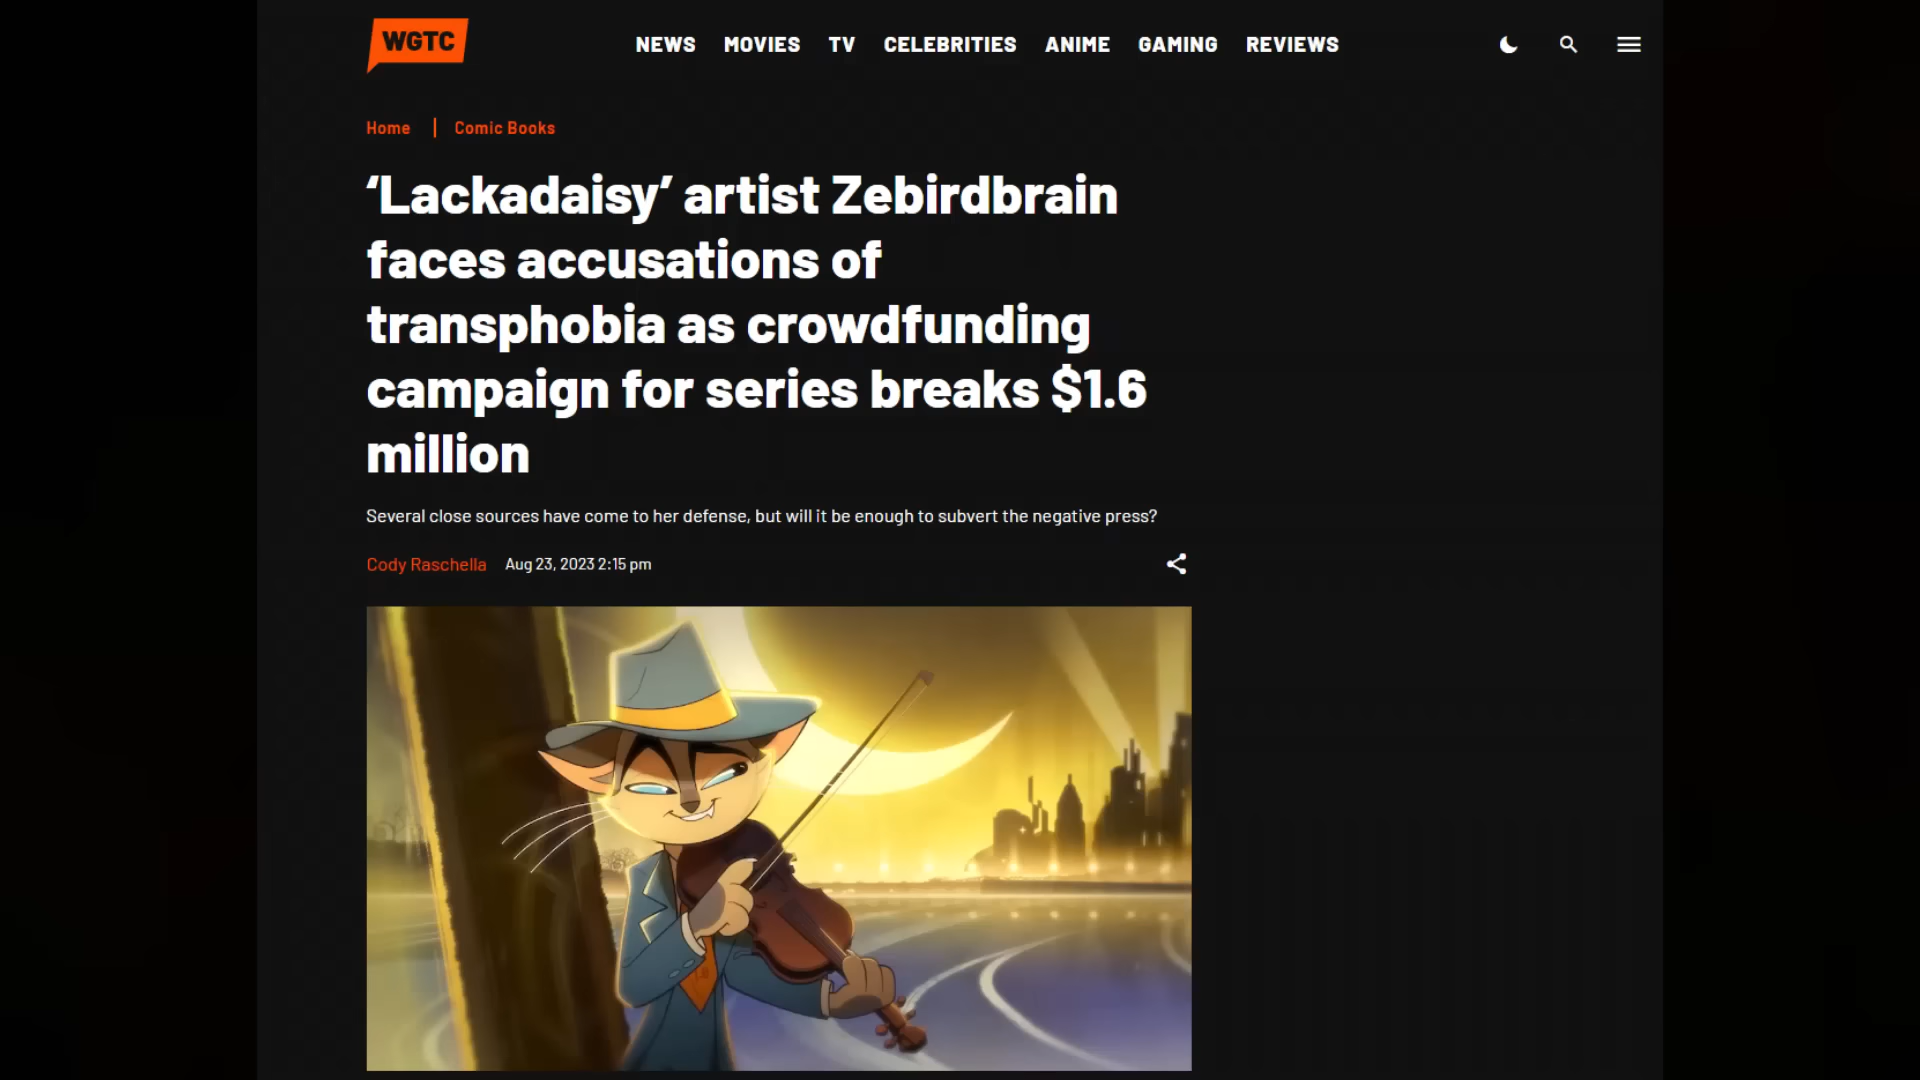 WGTC
NEWS MOVIES TV CELEBRITIES ANIME GAMING REVIEWS
Home | Comic Books
‘Lackadaisy’ artist Zebirdbrain
faces accusations of
transphobia as crowdfunding
campaign for series breaks $1.6
million
Several close sources have come to her defense, but will it be enough to subvert the negative press?
Cody Raschella Aug 23, 2023 2:15 pm